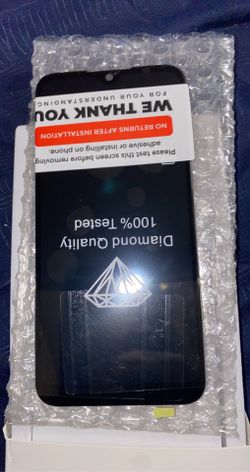 Diamond Quality
100% Tested
Please test this screen before removing
adhesive or installing on phone.
NO RETURNS AFTER INSTALLATION
WE THANK YOU
FOR YOUR UNDERSTANDING